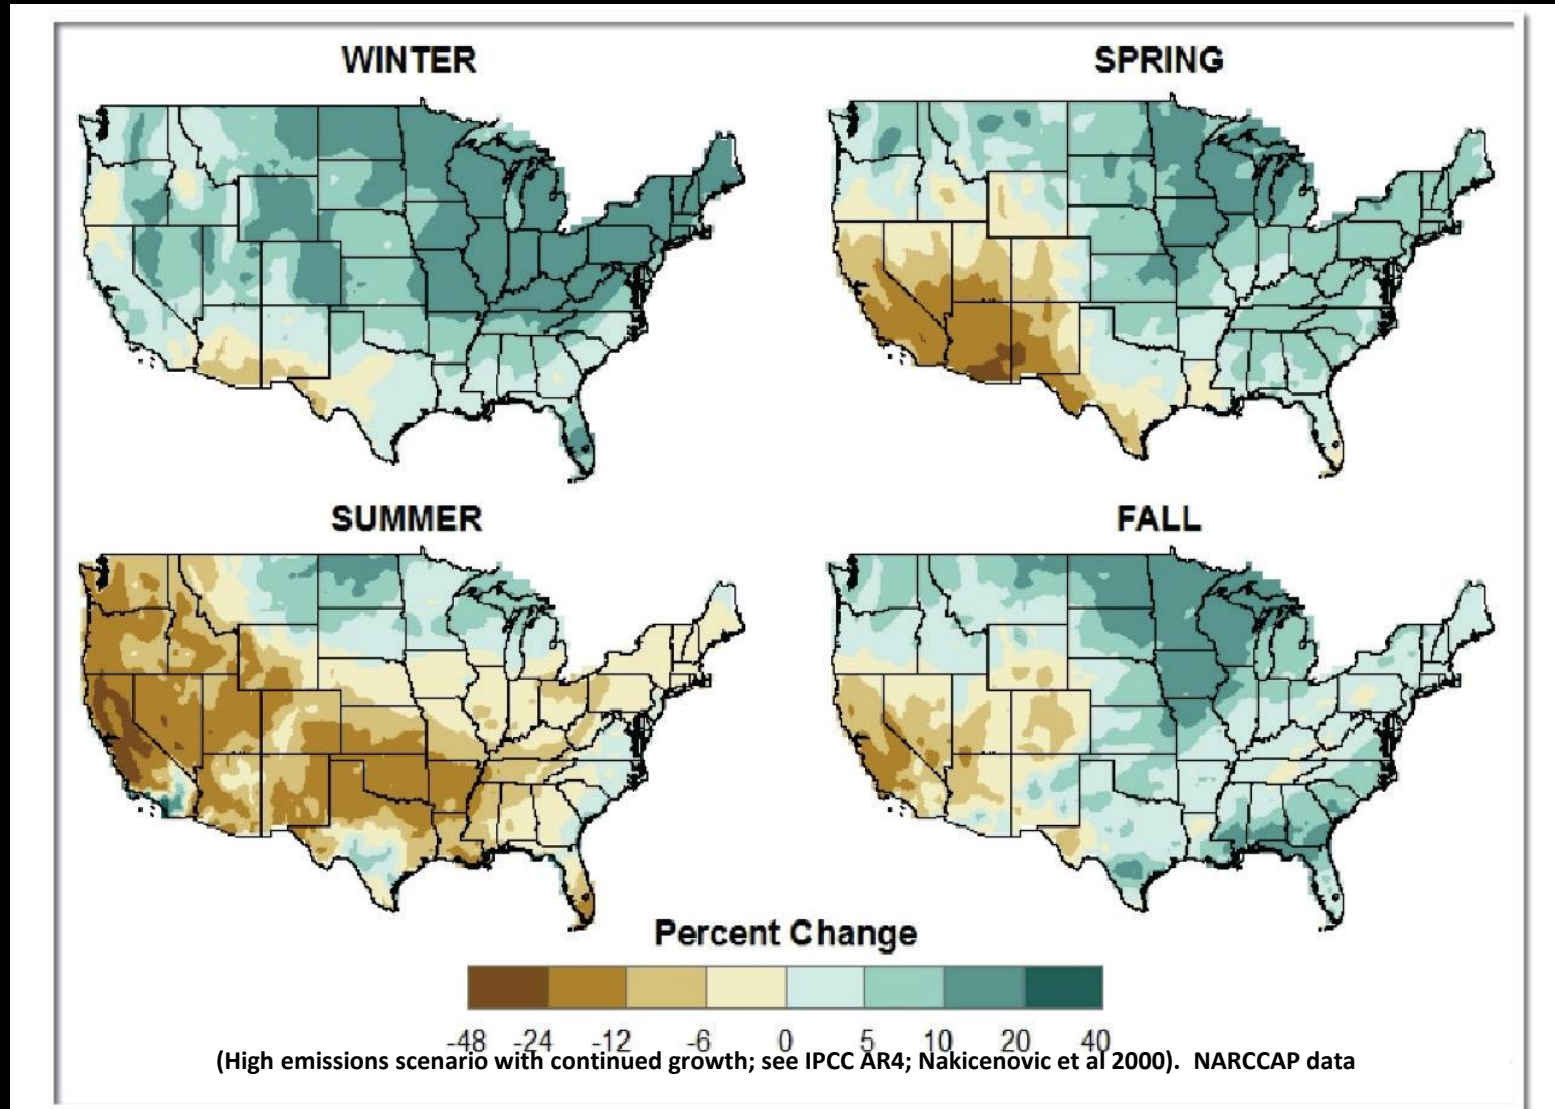 WINTER
SPRING
SUMMER
FALL
Percent Change
-48 -24 -12 -6 0 5 10 20 40
(High emissions scenario with continued growth; see IPCC AR4; Nakicenovic et al 2000).  NARCCAP data